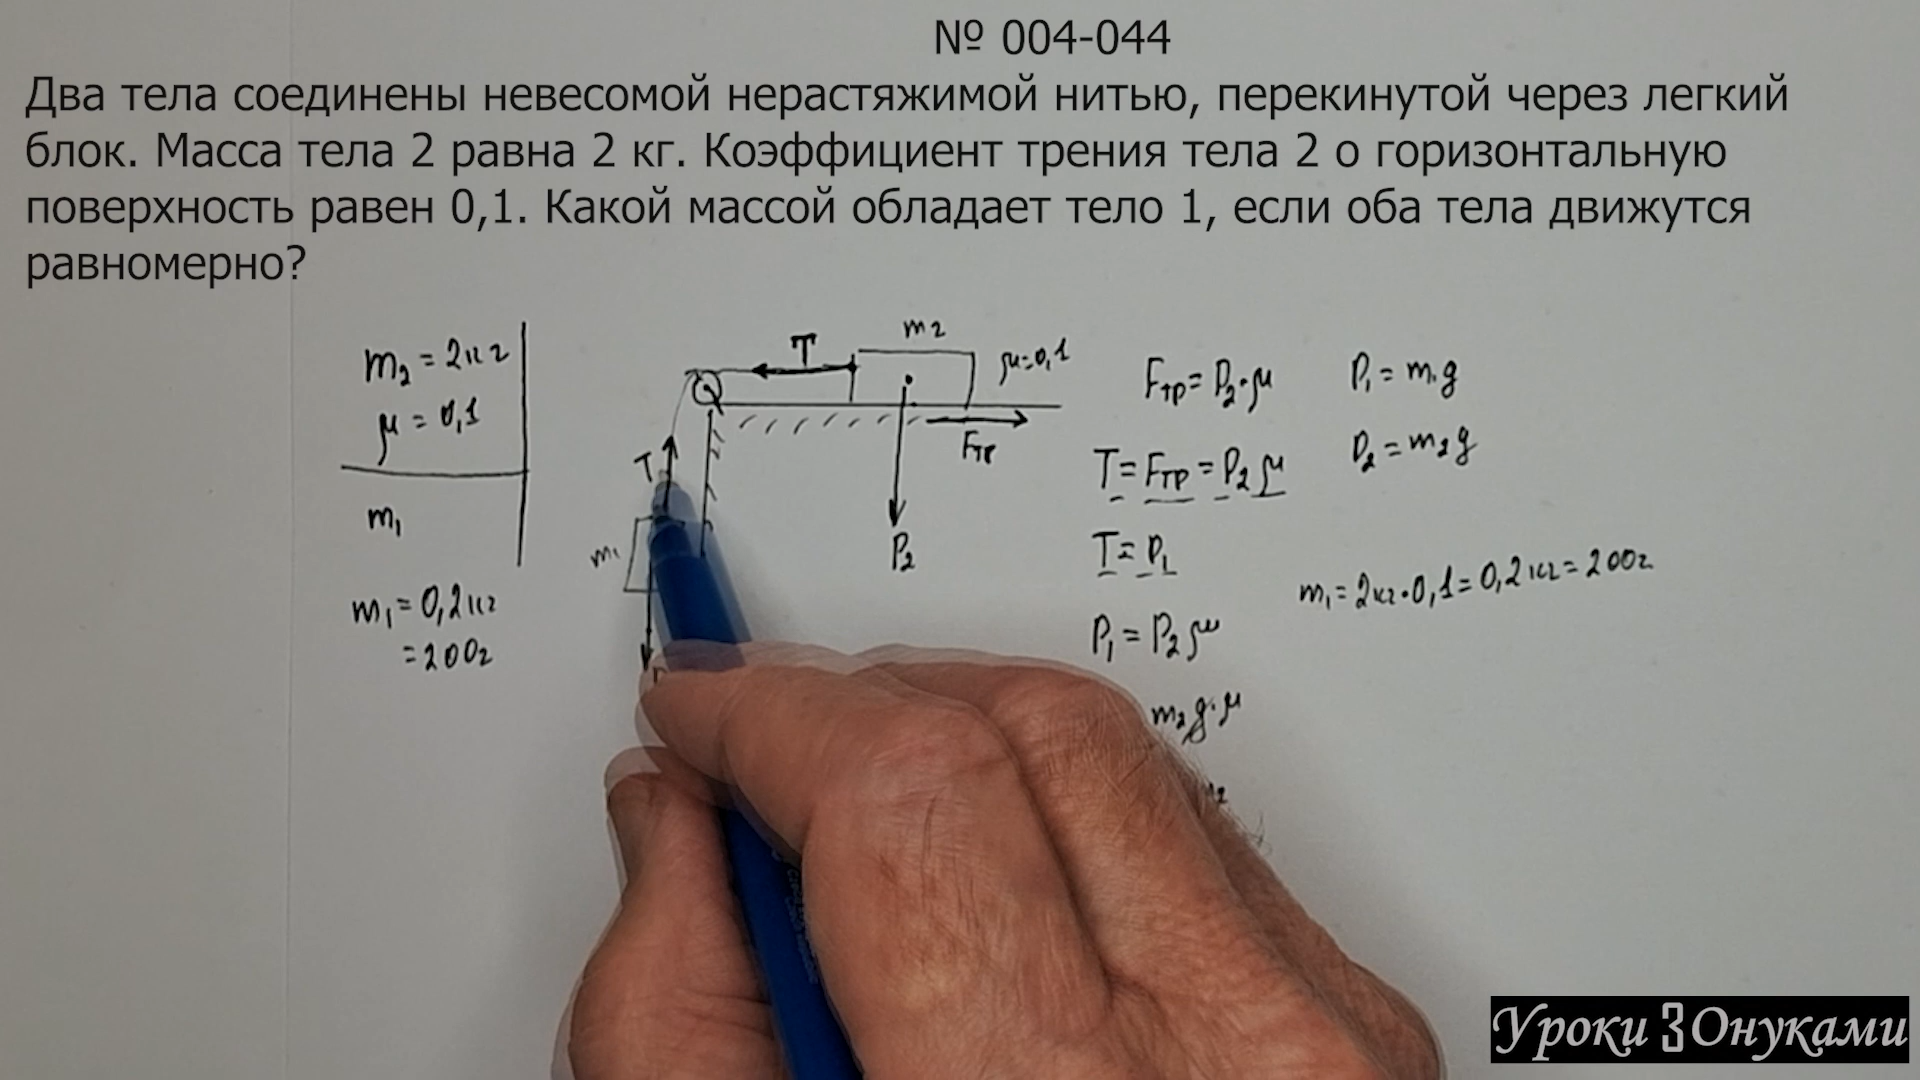 № 004-044
Два тела соединены невесомой нерастяжимой нитью, перекинутой через легкий
блок. Масса тела 2 равна 2 кг. Коэффициент трения тела 2 о горизонтальную
поверхность равен 0,1. Какой массой обладает тело 1, если оба тела движутся
равномерно?
m₂ = 2кг
μ = 0,1
m₁
m₁ = 0,2кг
= 200г
T
m₂
μ=0,1
Fтр
T
m₁
P₂
Fтр = P₂·μ
P₁ = m₁g
T = Fтр = P₂μ
P₂ = m₂g
T = P₁
m₁ = 2кг·0,1 = 0,2кг = 200г
P₁ = P₂μ
m₂g·μ
Уроки З Онуками